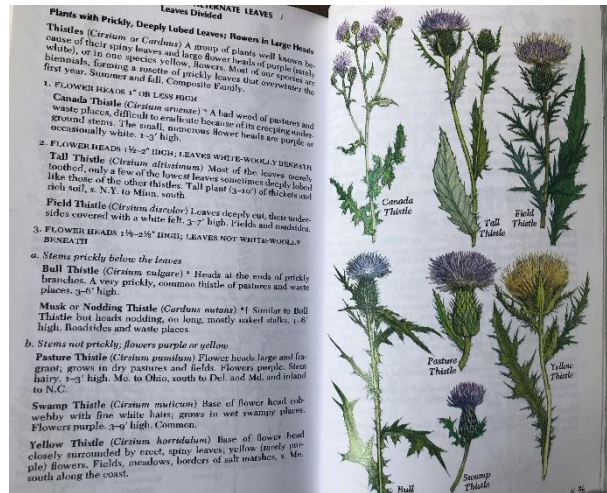 ALTERNATE LEAVES /
Leaves Divided
Plants with Prickly, Deeply Lobed Leaves; Flowers in Large Heads
Thistles (Cirsium or Carduus) A group of plants well known be-
cause of their spiny leaves and large flower heads of purple (rarely
white), or in one species yellow, flowers. Most of our species are
biennials, forming a rosette of prickly leaves that overwinter the
first year. Summer and fall. Composite Family.
1. FLOWER HEADS 1" OR LESS HIGH
Canada Thistle (Cirsium arvense) * A bad weed of pastures and
waste places, difficult to eradicate because of its creeping under-
ground stems. The small, numerous flower heads are purple or
occasionally white. 1-3' high.
2. FLOWER HEADS 1½-2" HIGH; LEAVES WHITE-WOOLLY BENEATH
Tall Thistle (Cirsium altissimum) Most of the leaves merely
toothed, only a few of the lowest leaves sometimes deeply lobed
like those of the other thistles. Tall plant (3-10') of thickets and
rich soil, s. N.Y. to Minn. south.
Field Thistle (Cirsium discolor) Leaves deeply cut, their under-
sides covered with a white felt. 3-7' high. Fields and roadsides.
3. FLOWER HEADS 1½-2½" HIGH; LEAVES NOT WHITE-WOOLLY
BENEATH
a. Stems prickly below the leaves
Bull Thistle (Cirsium vulgare) * Heads at the ends of prickly
branches. A very prickly, common thistle of pastures and waste
places. 3-6' high.
Musk or Nodding Thistle (Carduus nutans) *† Similar to Bull
Thistle but heads nodding, on long, mostly naked stalks. 1-6'
high. Roadsides and waste places.
b. Stems not prickly; flowers purple or yellow
Pasture Thistle (Cirsium pumilum) Flower heads large and fra-
grant; grows in dry pastures and fields. Flowers purple. Stem
hairy. 1-3' high. Me. to Ohio, south to Del. and Md. and inland
to N.C.
Swamp Thistle (Cirsium muticum) Base of flower head cob-
webby with fine white hairs; grows in wet swampy places.
Flowers purple. 3-9' high. Common.
Yellow Thistle (Cirsium horridulum) Base of flower head
closely surrounded by erect, spiny leaves; yellow (rarely pur-
ple) flowers. Fields, meadows, borders of salt marshes, s. Me.
south along the coast.
Canada
Thistle
Tall
Thistle
Field
Thistle
Pasture
Thistle
Yellow
Thistle
Swamp
Thistle
Bull